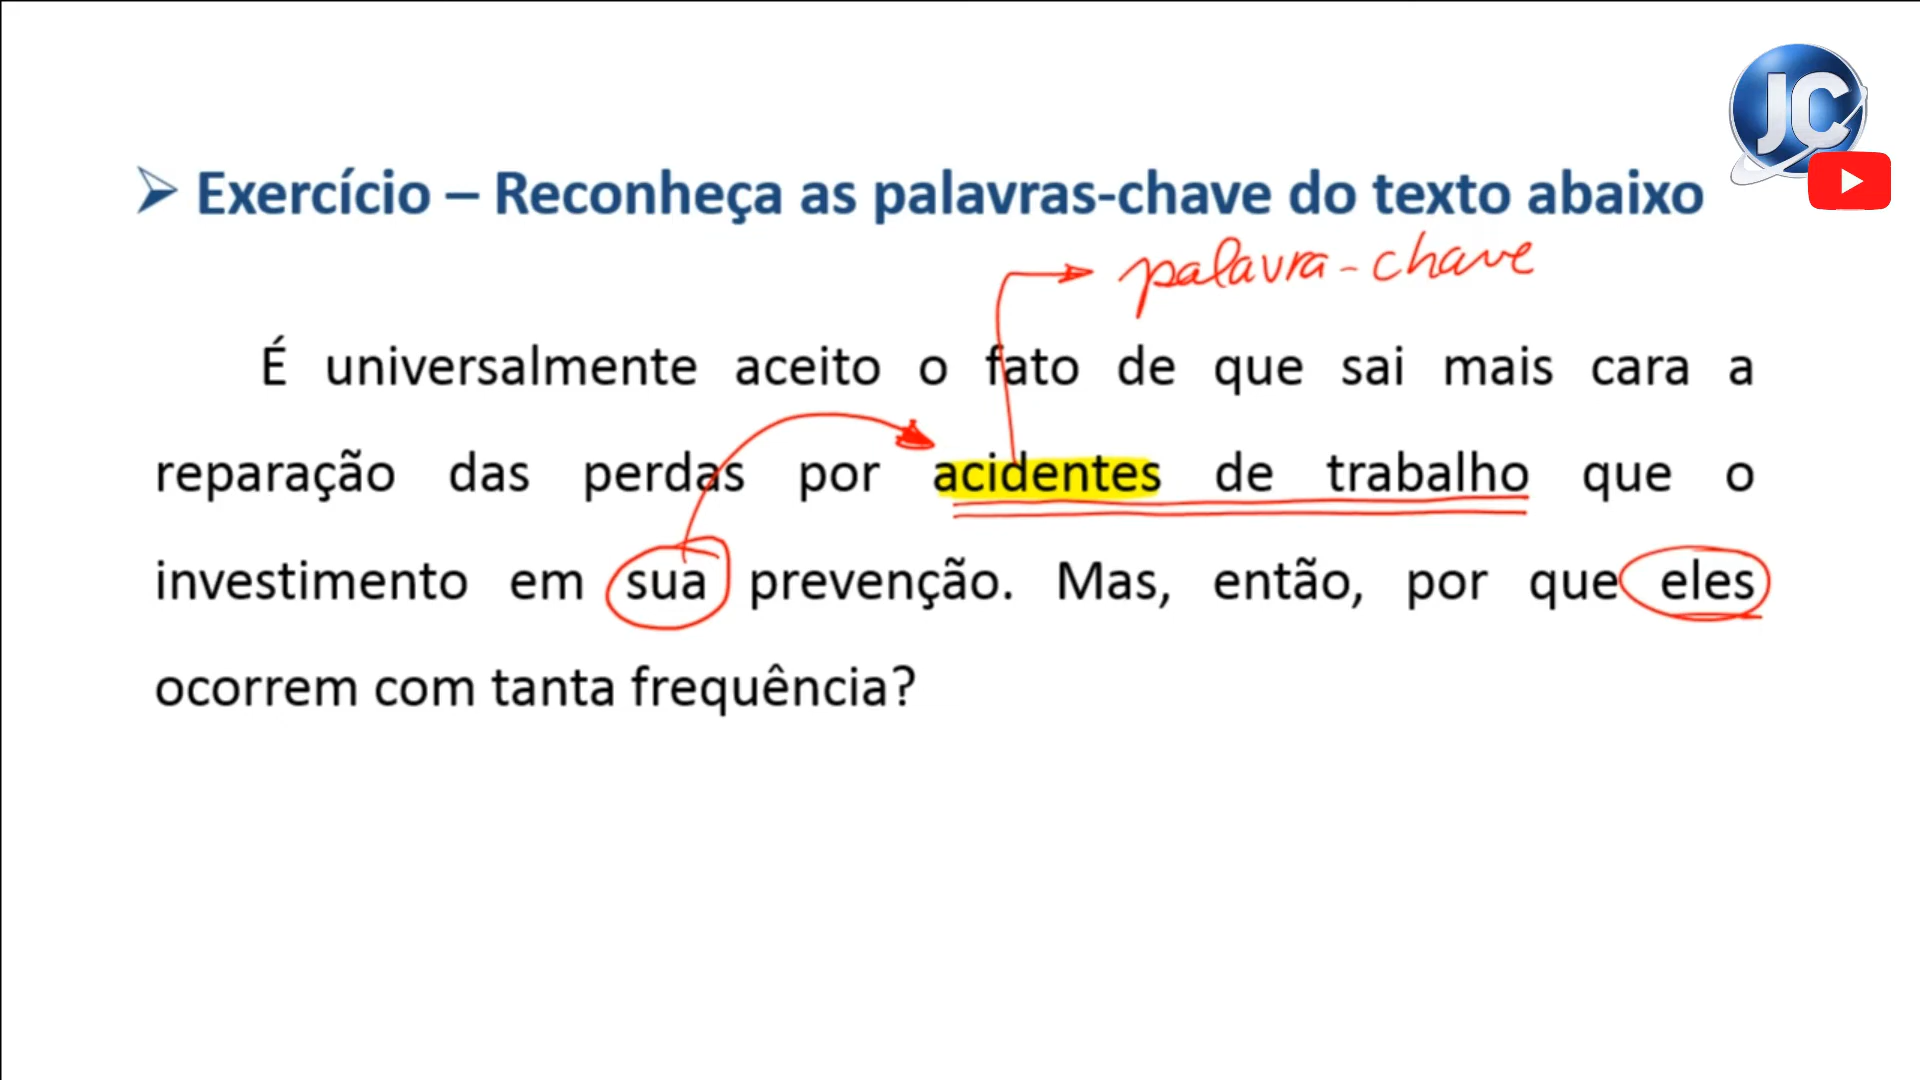 JC
➢ Exercício – Reconheça as palavras-chave do texto abaixo
palavra-chave
É universalmente aceito o fato de que sai mais cara a
reparação das perdas por acidentes de trabalho que o
investimento em sua prevenção. Mas, então, por que eles
ocorrem com tanta frequência?